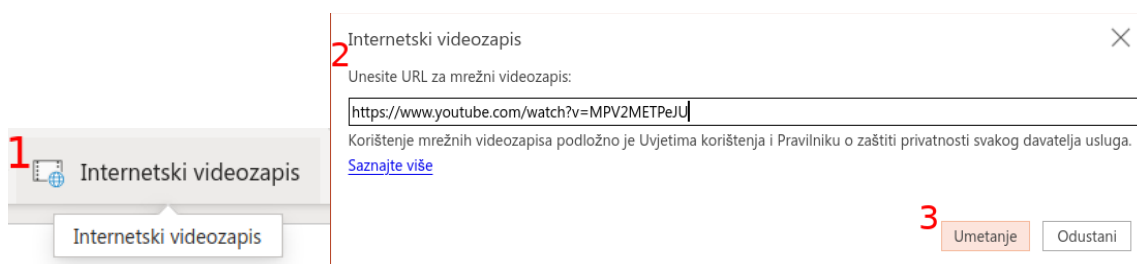 1
Internetski videozapis
Internetski videozapis
2
Internetski videozapis
Unesite URL za mrežni videozapis:
https://www.youtube.com/watch?v=MPV2METPeJU
Korištenje mrežnih videozapisa podložno je Uvjetima korištenja i Pravilniku o zaštiti privatnosti svakog davatelja usluga.
Saznajte više
3
Umetanje
Odustani